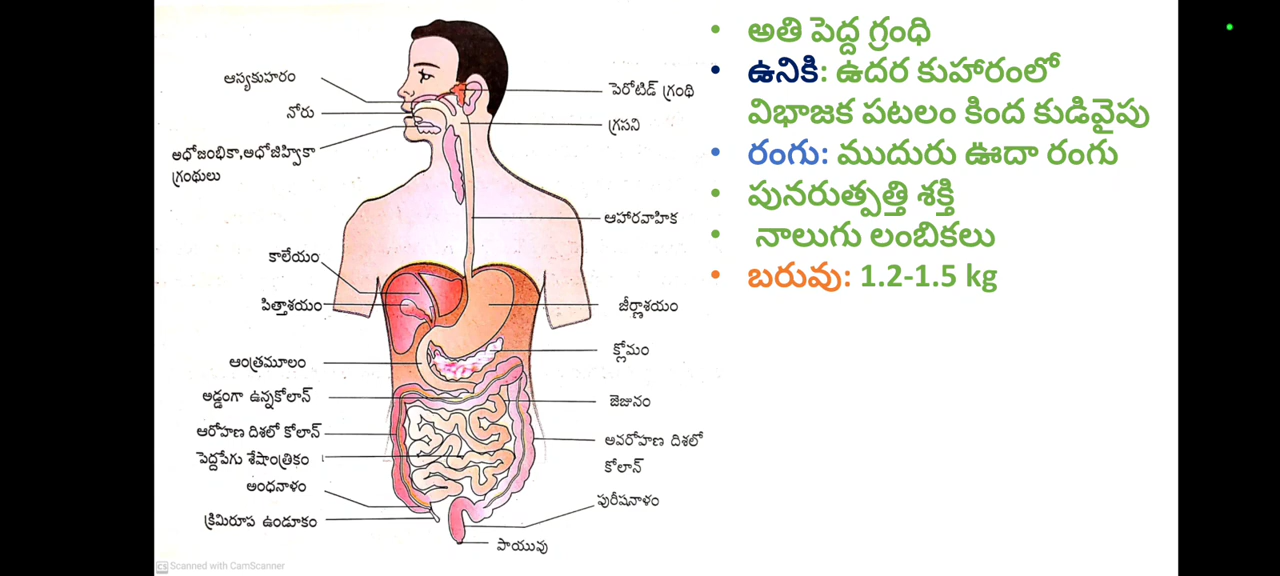 ఆస్యకుహరం
నోరు
అధోజంభికా,అధోజిహ్వికా
గ్రంథులు
కాలేయం
పిత్తాశయం
ఆంత్రమూలం
అడ్డంగా ఉన్నకోలాన్
ఆరోహణ దిశలో కోలాన్
పెద్దపేగు శేషాంత్రికం
అంధనాళం
క్రిమిరూప ఉండూకం
పెరోటిడ్ గ్రంథి
గ్రసని
ఆహారవాహిక
జీర్ణాశయం
క్లోమం
జెజునం
అవరోహణ దిశలో
కోలాన్
పురీషనాళం
పాయువు
• అతి పెద్ద గ్రంధి
• ఉనికి: ఉదర కుహారంలో
విభాజక పటలం కింద కుడివైపు
• రంగు: ముదురు ఊదా రంగు
• పునరుత్పత్తి శక్తి
• నాలుగు లంబికలు
• బరువు: 1.2-1.5 kg
CS Scanned with CamScanner